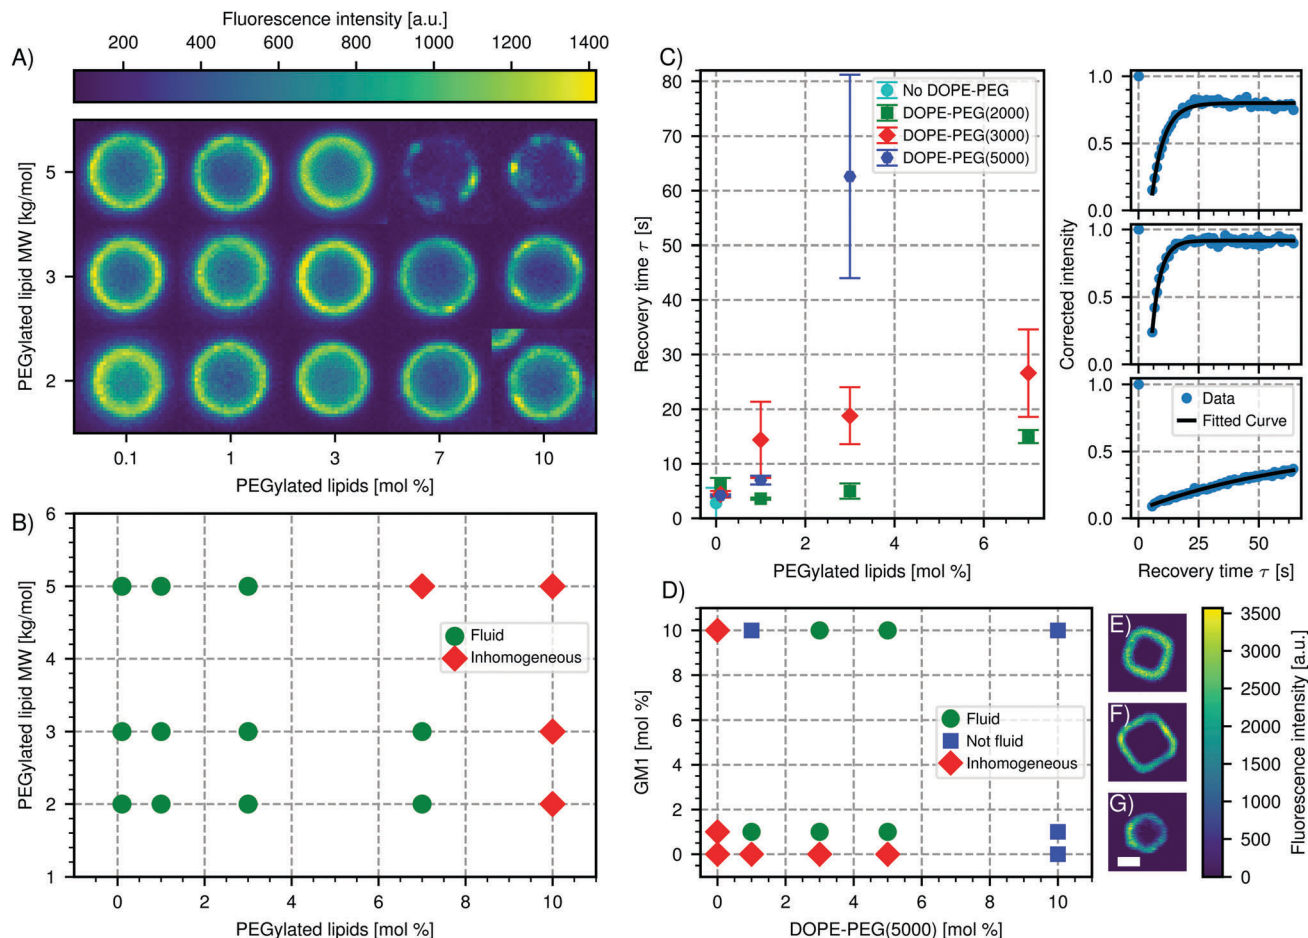 Fluorescence intensity [a.u.]
200 400 600 800 1000 1200 1400
A)
PEGylated lipid MW [kg/mol]
5
3
2
0.1 1 3 7 10
PEGylated lipids [mol %]
B)
PEGylated lipid MW [kg/mol]
6
5
4
3
2
1
Fluid
Inhomogeneous
0 2 4 6 8 10
PEGylated lipids [mol %]
C)
Recovery time τ [s]
80
70
60
50
40
30
20
10
0
No DOPE-PEG
DOPE-PEG(2000)
DOPE-PEG(3000)
DOPE-PEG(5000)
0 2 4 6
PEGylated lipids [mol %]
Corrected intensity
1.0
0.5
0.0
1.0
0.5
0.0
1.0
0.5
0.0
Data
Fitted Curve
0 25 50
Recovery time τ [s]
D)
GM1 [mol %]
10
8
6
4
2
0
Fluid
Not fluid
Inhomogeneous
0 2 4 6 8 10
DOPE-PEG(5000) [mol %]
E)
F)
G)
3500
3000
2500
2000
1500
1000
500
0
Fluorescence intensity [a.u.]